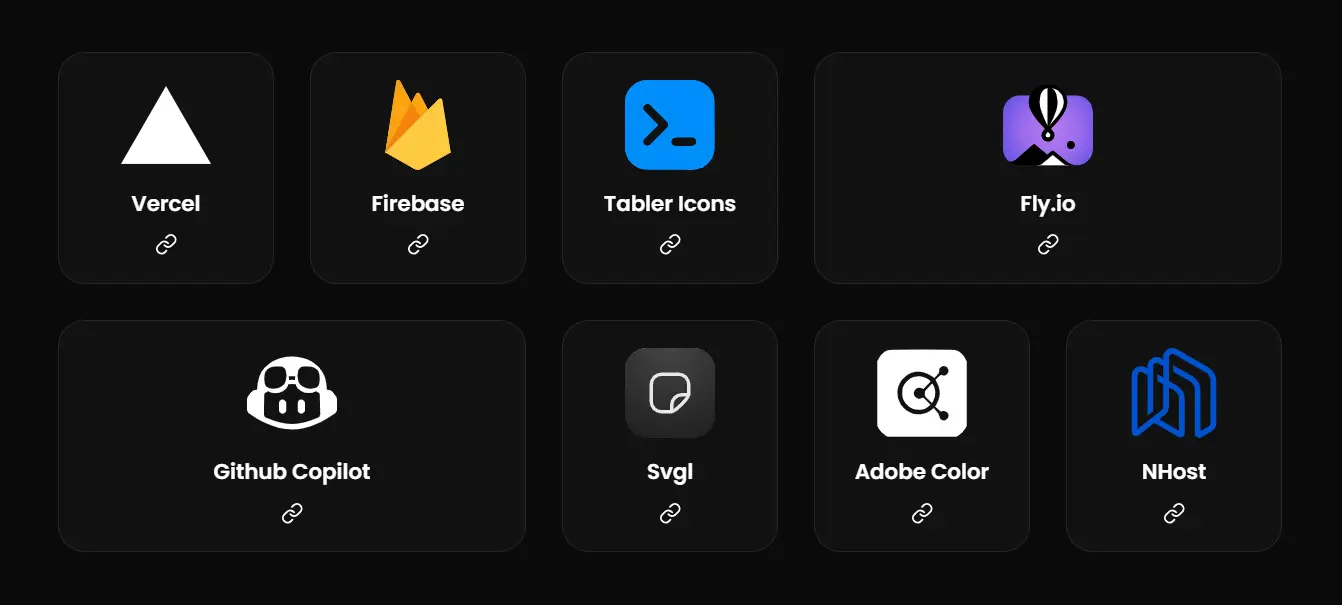 Vercel
Firebase
Tabler Icons
Fly.io
Github Copilot
Svgl
Adobe Color
NHost